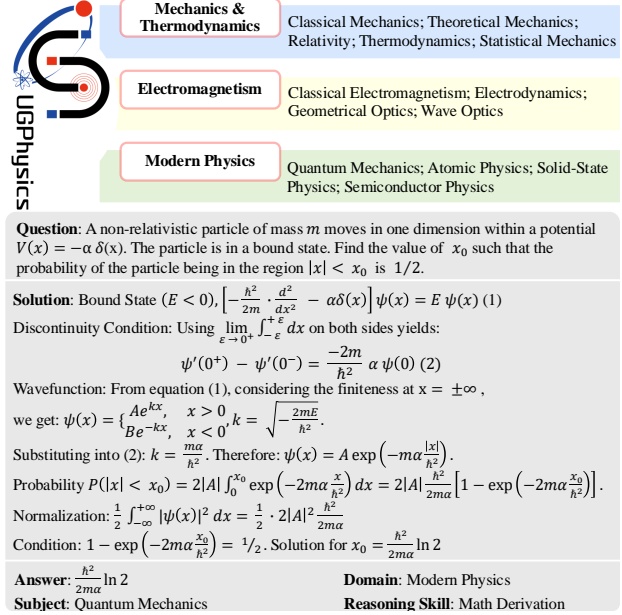 Mechanics &
Thermodynamics
Classical Mechanics; Theoretical Mechanics;
Relativity; Thermodynamics; Statistical Mechanics
UGPhysics
Electromagnetism
Classical Electromagnetism; Electrodynamics;
Geometrical Optics; Wave Optics
Modern Physics
Quantum Mechanics; Atomic Physics; Solid-State
Physics; Semiconductor Physics
Question: A non-relativistic particle of mass m moves in one dimension within a potential
V(x) = −α δ(x). The particle is in a bound state. Find the value of x₀ such that the
probability of the particle being in the region |x| < x₀ is 1/2.
Solution: Bound State (E < 0), [−ħ²/2m · d²/dx² − αδ(x)] ψ(x) = E ψ(x) (1)
Discontinuity Condition: Using lim ε→0⁺ ∫₋ε⁺ε dx on both sides yields:
ψ′(0⁺) − ψ′(0⁻) = −2m/ħ² α ψ(0) (2)
Wavefunction: From equation (1), considering the finiteness at x = ±∞ ,
we get: ψ(x) = { Ae^{kx}, x > 0
Be^{−kx}, x < 0 , k = √(−2mE/ħ²).
Substituting into (2): k = mα/ħ². Therefore: ψ(x) = A exp(−mα |x|/ħ²).
Probability P(|x| < x₀) = 2|A| ∫₀^{x₀} exp(−2mα x/ħ²) dx = 2|A| ħ²/2mα [1 − exp(−2mα x₀/ħ²)] .
Normalization: 1/2 ∫₋∞^{+∞} |ψ(x)|² dx = 1/2 · 2|A|² ħ²/2mα
Condition: 1 − exp(−2mα x₀/ħ²) = 1/2. Solution for x₀ = ħ²/2mα ln 2
Answer: ħ²/2mα ln 2
Domain: Modern Physics
Subject: Quantum Mechanics
Reasoning Skill: Math Derivation